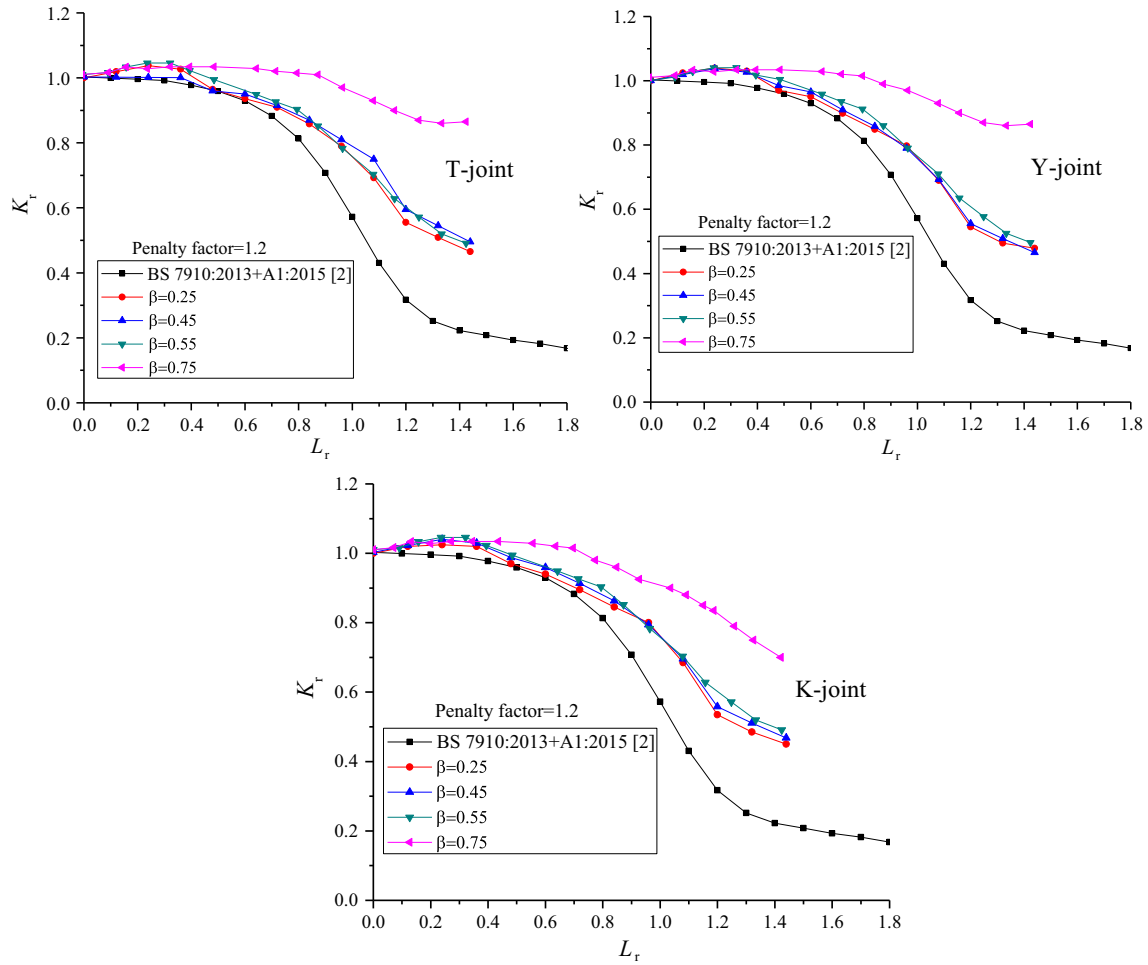 1.2
1.0
0.8
0.6
0.4
0.2
0.0
Kr
T-joint
Penalty factor=1.2
BS 7910:2013+A1:2015 [2]
β=0.25
β=0.45
β=0.55
β=0.75
0.0 0.2 0.4 0.6 0.8 1.0 1.2 1.4 1.6 1.8
Lr
1.2
1.0
0.8
0.6
0.4
0.2
0.0
Kr
Y-joint
Penalty factor=1.2
BS 7910:2013+A1:2015 [2]
β=0.25
β=0.45
β=0.55
β=0.75
0.0 0.2 0.4 0.6 0.8 1.0 1.2 1.4 1.6 1.8
Lr
1.2
1.0
0.8
0.6
0.4
0.2
0.0
Kr
K-joint
Penalty factor=1.2
BS 7910:2013+A1:2015 [2]
β=0.25
β=0.45
β=0.55
β=0.75
0.0 0.2 0.4 0.6 0.8 1.0 1.2 1.4 1.6 1.8
Lr